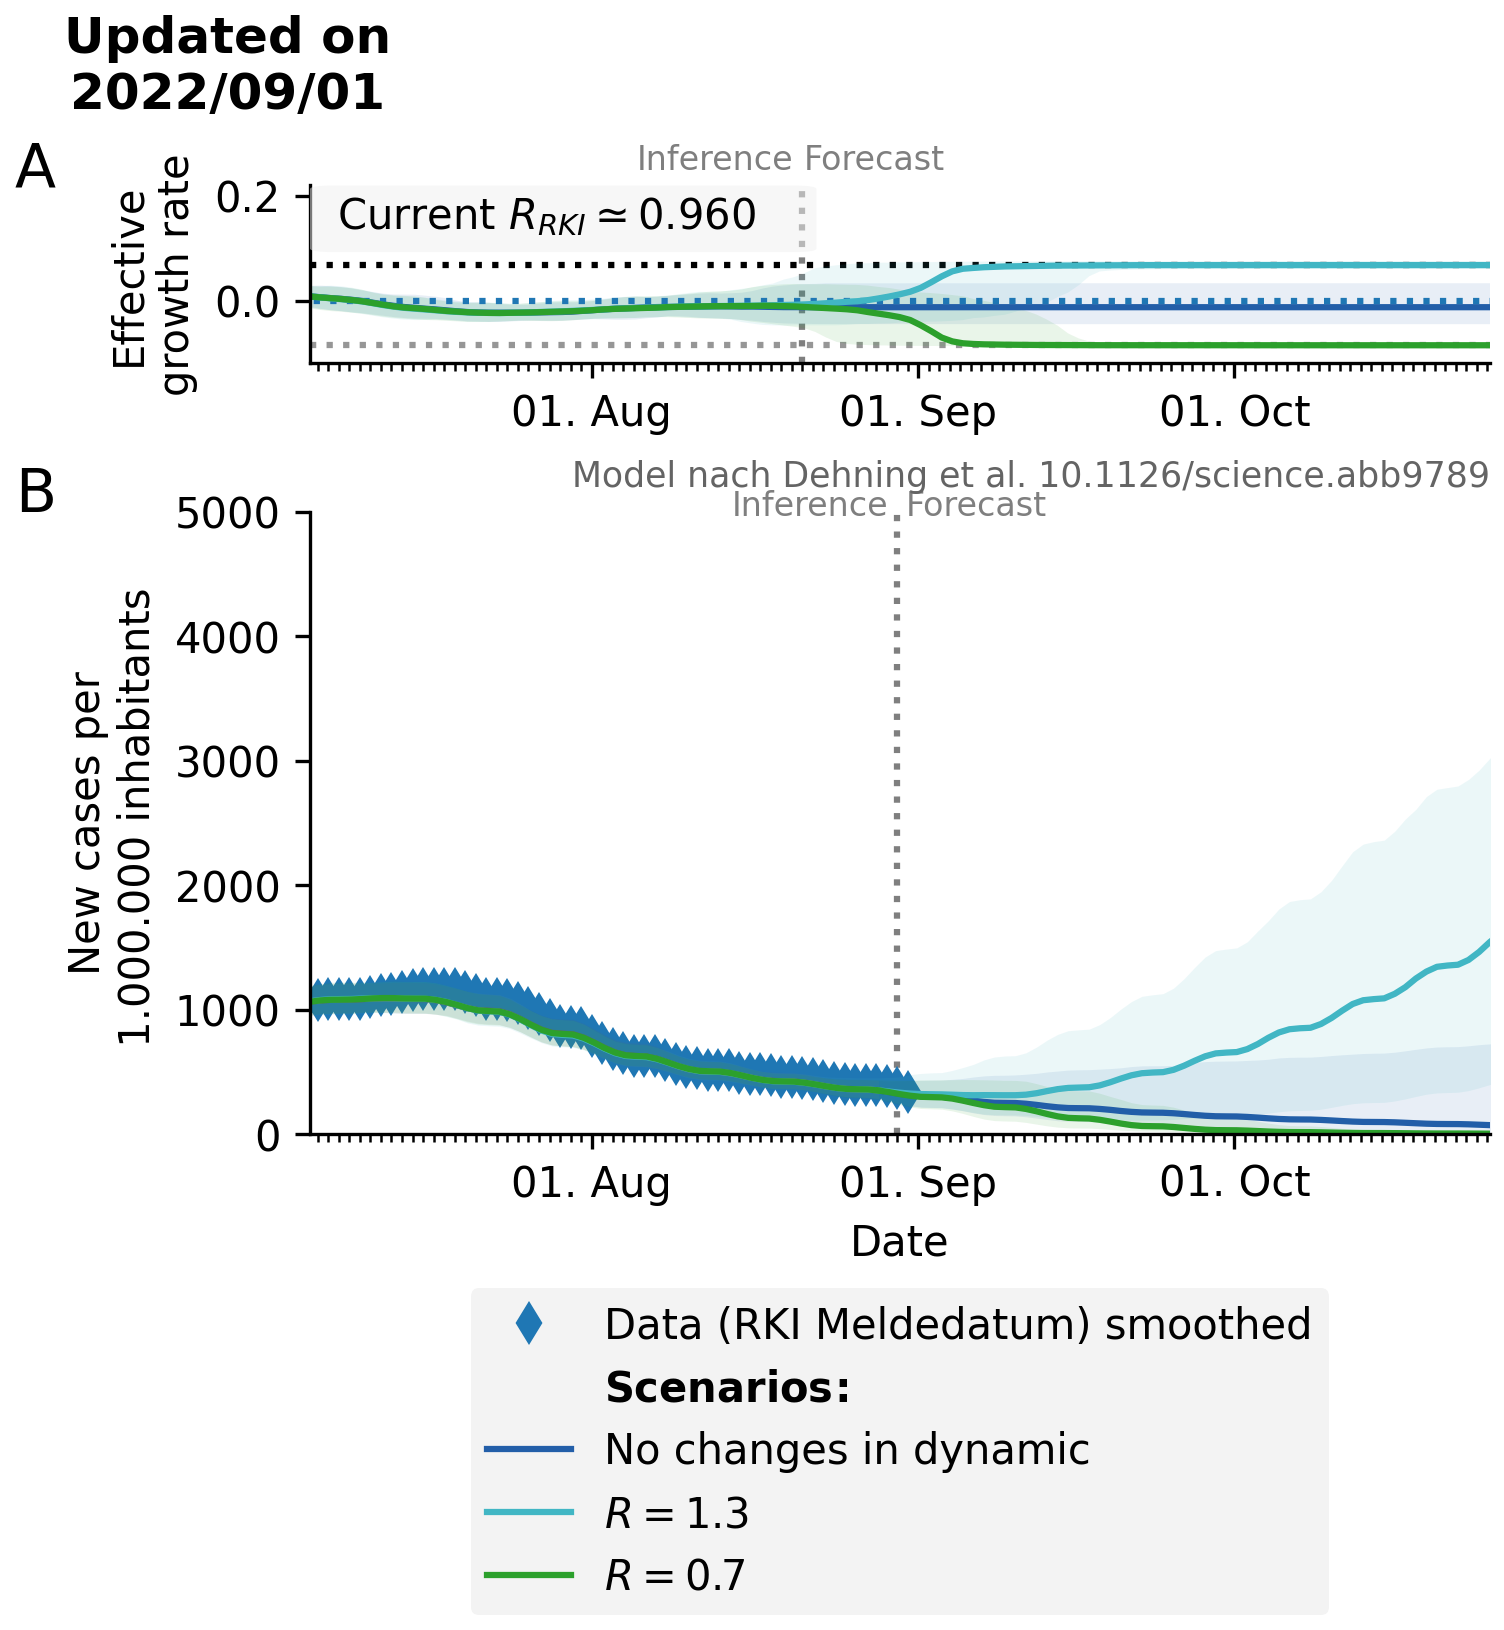 Updated on
2022/09/01
A
Inference Forecast
Effective
growth rate
0.2
0.0
Current R_RKI ≃ 0.960
01. Aug
01. Sep
01. Oct
B
Model nach Dehning et al. 10.1126/science.abb9789
Inference Forecast
New cases per
1.000.000 inhabitants
5000
4000
3000
2000
1000
0
01. Aug
01. Sep
01. Oct
Date
Data (RKI Meldedatum) smoothed
Scenarios:
No changes in dynamic
R = 1.3
R = 0.7